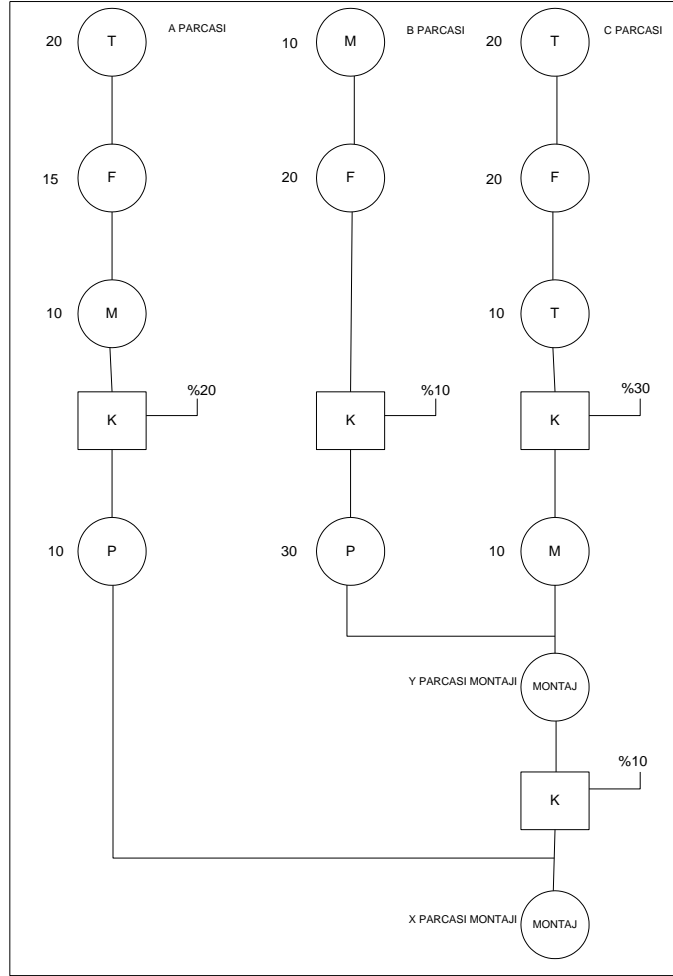 20 T A PARCASI 10 M B PARCASI 20 T C PARCASI
15 F 20 F 20 F
10 M 10 T
%20 %10 %30
K K K
10 P 30 P 10 M
Y PARCASI MONTAJI MONTAJ
%10
K
X PARCASI MONTAJI MONTAJ